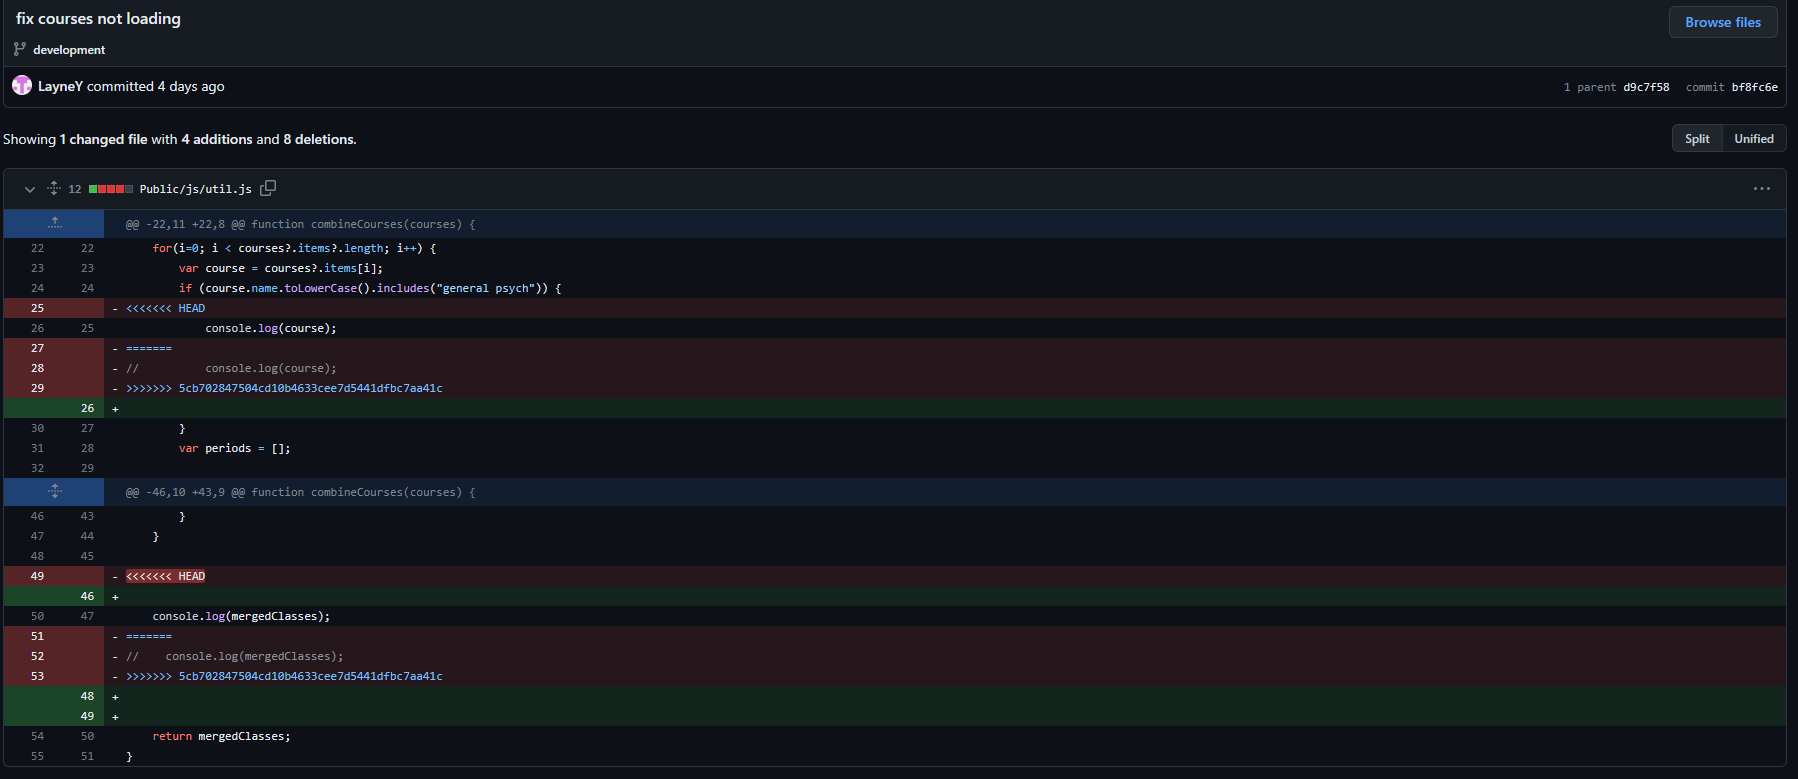 fix courses not loading
Browse files
development
LayneY committed 4 days ago
1 parent d9c7f58 commit bf8fc6e
Showing 1 changed file with 4 additions and 8 deletions.
Split Unified
12 Public/js/util.js
@@ -22,11 +22,8 @@ function combineCourses(courses) {
22 22 for(i=0; i < courses?.items?.length; i++) {
23 23 var course = courses?.items[i];
24 24 if (course.name.toLowerCase().includes("general psych")) {
25 - <<<<<<< HEAD
26 25 console.log(course);
27 - =======
28 - // console.log(course);
29 - >>>>>>> 5cb702847504cd10b4633cee7d5441dfbc7aa41c
26 +
30 27 }
31 28 var periods = [];
32 29
@@ -46,10 +43,9 @@ function combineCourses(courses) {
46 43 }
47 44 }
48 45
49 - <<<<<<< HEAD
46 +
50 47 console.log(mergedClasses);
51 - =======
52 - // console.log(mergedClasses);
53 - >>>>>>> 5cb702847504cd10b4633cee7d5441dfbc7aa41c
48 +
49 +
54 50 return mergedClasses;
55 51 }